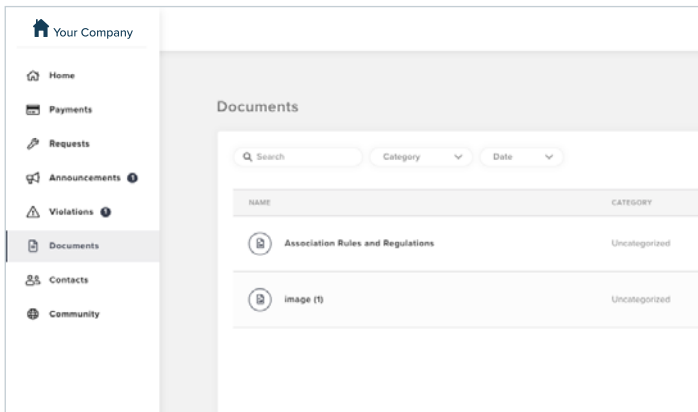 Your Company
Home
Payments
Requests
Announcements 1
Violations 1
Documents
Contacts
Community
Documents
Search Category Date
NAME CATEGORY
Association Rules and Regulations Uncategorized
image (1) Uncategorized